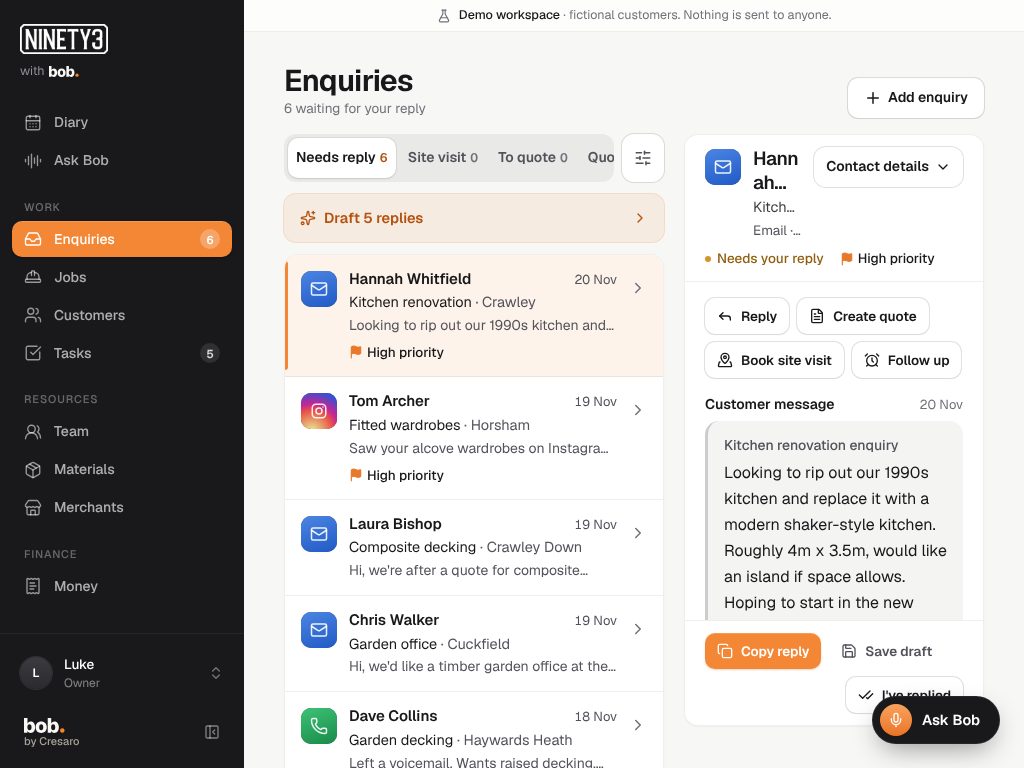 NINETY3
with bob.
Diary
Ask Bob
WORK
Enquiries 6
Jobs
Customers
Tasks 5
RESOURCES
Team
Materials
Merchants
FINANCE
Money
L Luke
Owner
bob.
by Cresaro
Demo workspace · fictional customers. Nothing is sent to anyone.
Enquiries
6 waiting for your reply
Add enquiry
Needs reply 6 Site visit 0 To quote 0 Quo
Draft 5 replies
Hannah Whitfield 20 Nov
Kitchen renovation · Crawley
Looking to rip out our 1990s kitchen and…
High priority
Tom Archer 19 Nov
Fitted wardrobes · Horsham
Saw your alcove wardrobes on Instagra…
High priority
Laura Bishop 19 Nov
Composite decking · Crawley Down
Hi, we're after a quote for composite…
Chris Walker 19 Nov
Garden office · Cuckfield
Hi, we'd like a timber garden office at the…
Dave Collins 18 Nov
Garden decking · Haywards Heath
Left a voicemail. Wants raised decking,…
Hann
ah…
Kitch…
Email ·…
Contact details
Needs your reply High priority
Reply Create quote
Book site visit Follow up
Customer message 20 Nov
Kitchen renovation enquiry
Looking to rip out our 1990s
kitchen and replace it with a
modern shaker-style kitchen.
Roughly 4m x 3.5m, would like
an island if space allows.
Hoping to start in the new
Copy reply Save draft
I've replied
Ask Bob